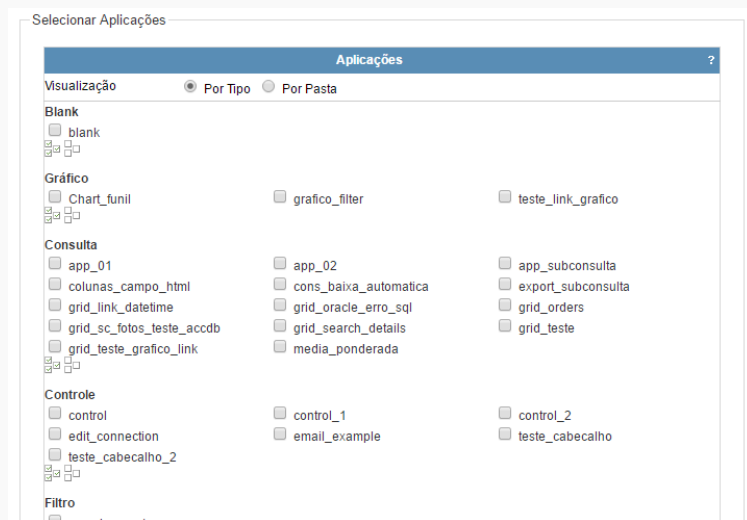 Selecionar Aplicações
Aplicações ?
Visualização Por Tipo Por Pasta
Blank
blank
Gráfico
Chart_funil grafico_filter teste_link_grafico
Consulta
app_01 app_02 app_subconsulta
colunas_campo_html cons_baixa_automatica export_subconsulta
grid_link_datetime grid_oracle_erro_sql grid_orders
grid_sc_fotos_teste_accdb grid_search_details grid_teste
grid_teste_grafico_link media_ponderada
Controle
control control_1 control_2
edit_connection email_example teste_cabecalho
teste_cabecalho_2
Filtro